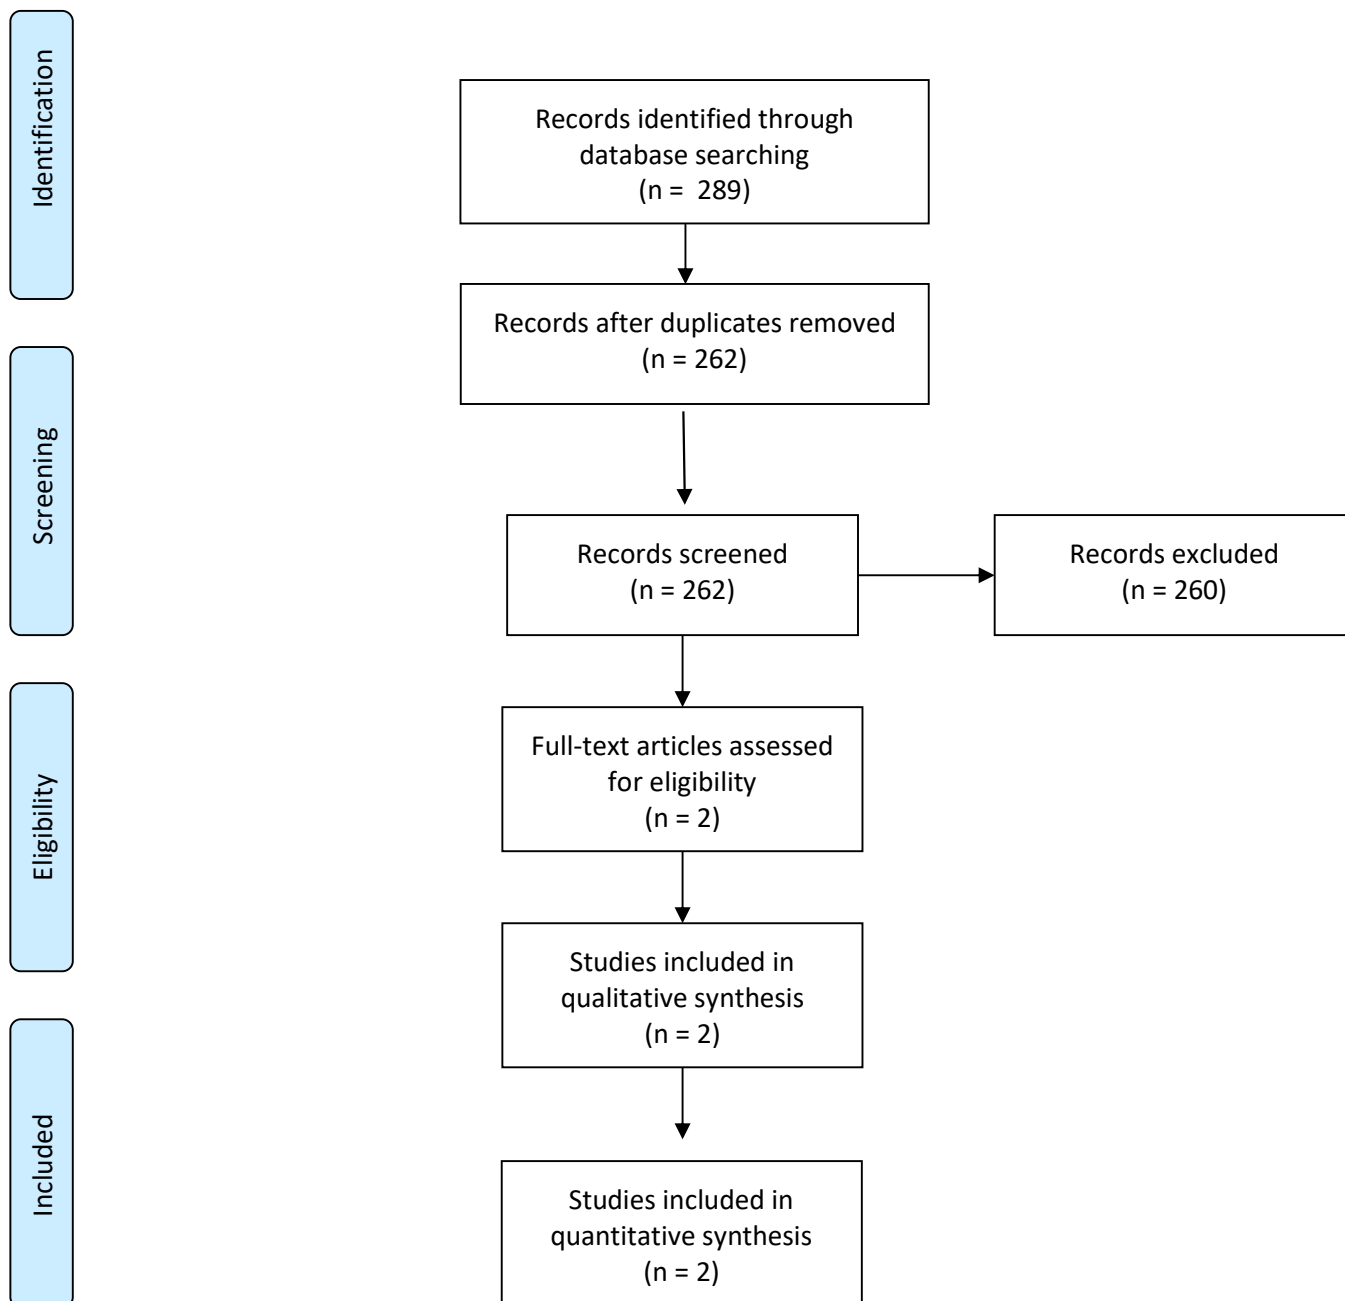 Identification
Records identified through
database searching
(n =  289)
Records after duplicates removed
(n = 262)
Screening
Records screened
(n = 262)
Records excluded
(n = 260)
Eligibility
Full-text articles assessed
for eligibility
(n = 2)
Studies included in
qualitative synthesis
(n = 2)
Included
Studies included in
quantitative synthesis
(n = 2)